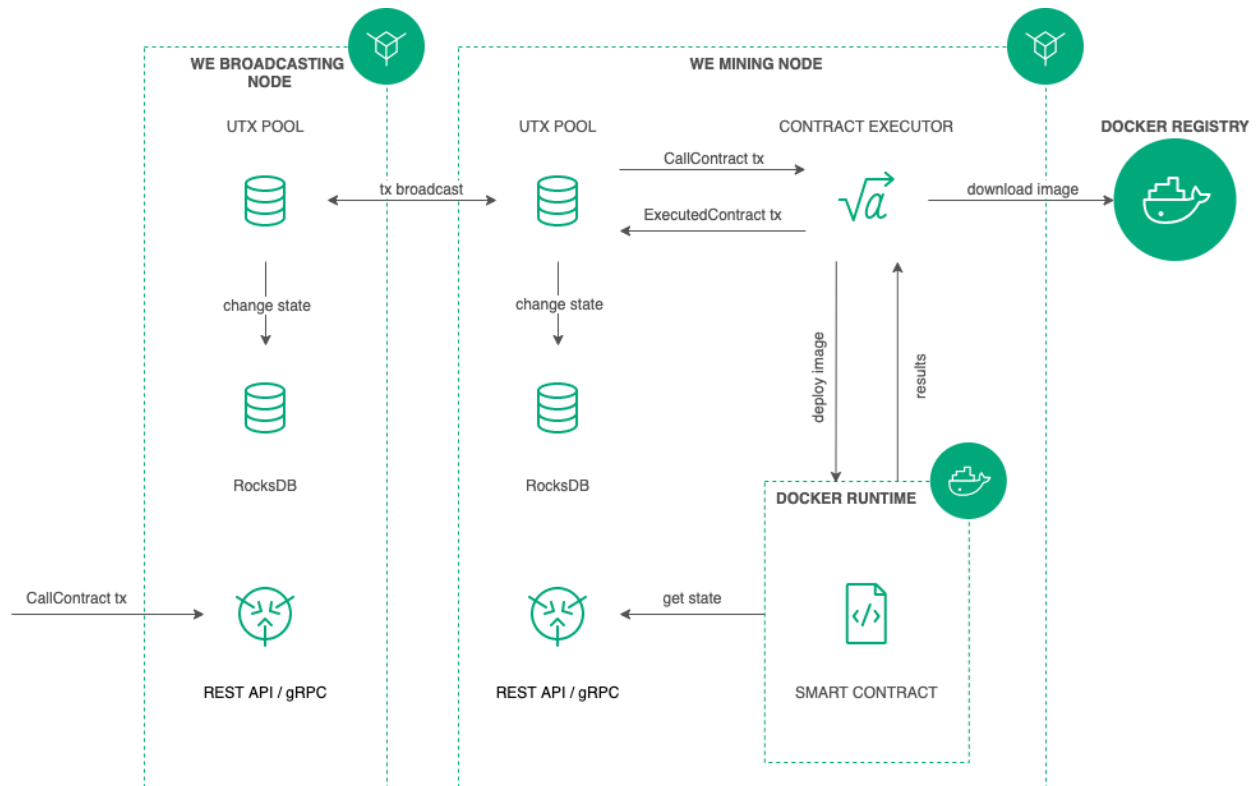 WE BROADCASTING
NODE
WE MINING NODE
UTX POOL
UTX POOL
CONTRACT EXECUTOR
DOCKER REGISTRY
CallContract tx
tx broadcast
download image
ExecutedContract tx
change state
change state
deploy image
results
RocksDB
RocksDB
DOCKER RUNTIME
CallContract tx
get state
REST API / gRPC
REST API / gRPC
SMART CONTRACT